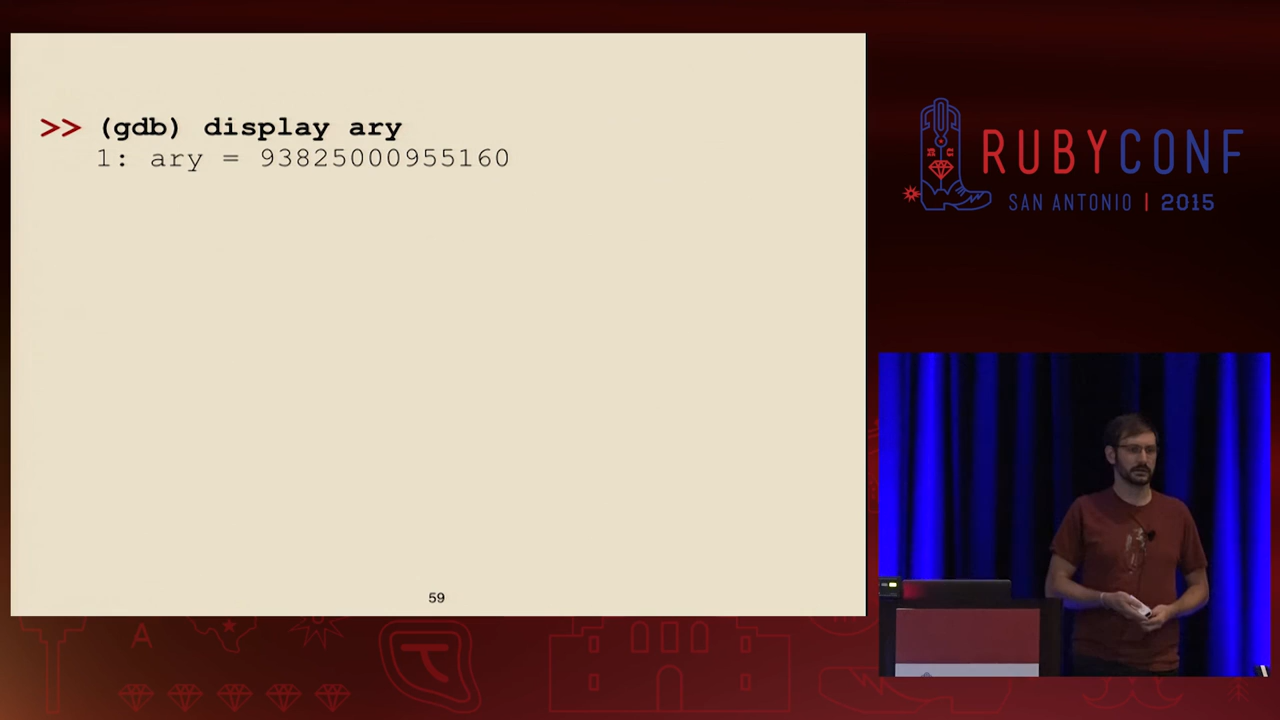 >> (gdb) display ary
1: ary = 93825000955160
59
RUBYCONF
SAN ANTONIO | 2015
A